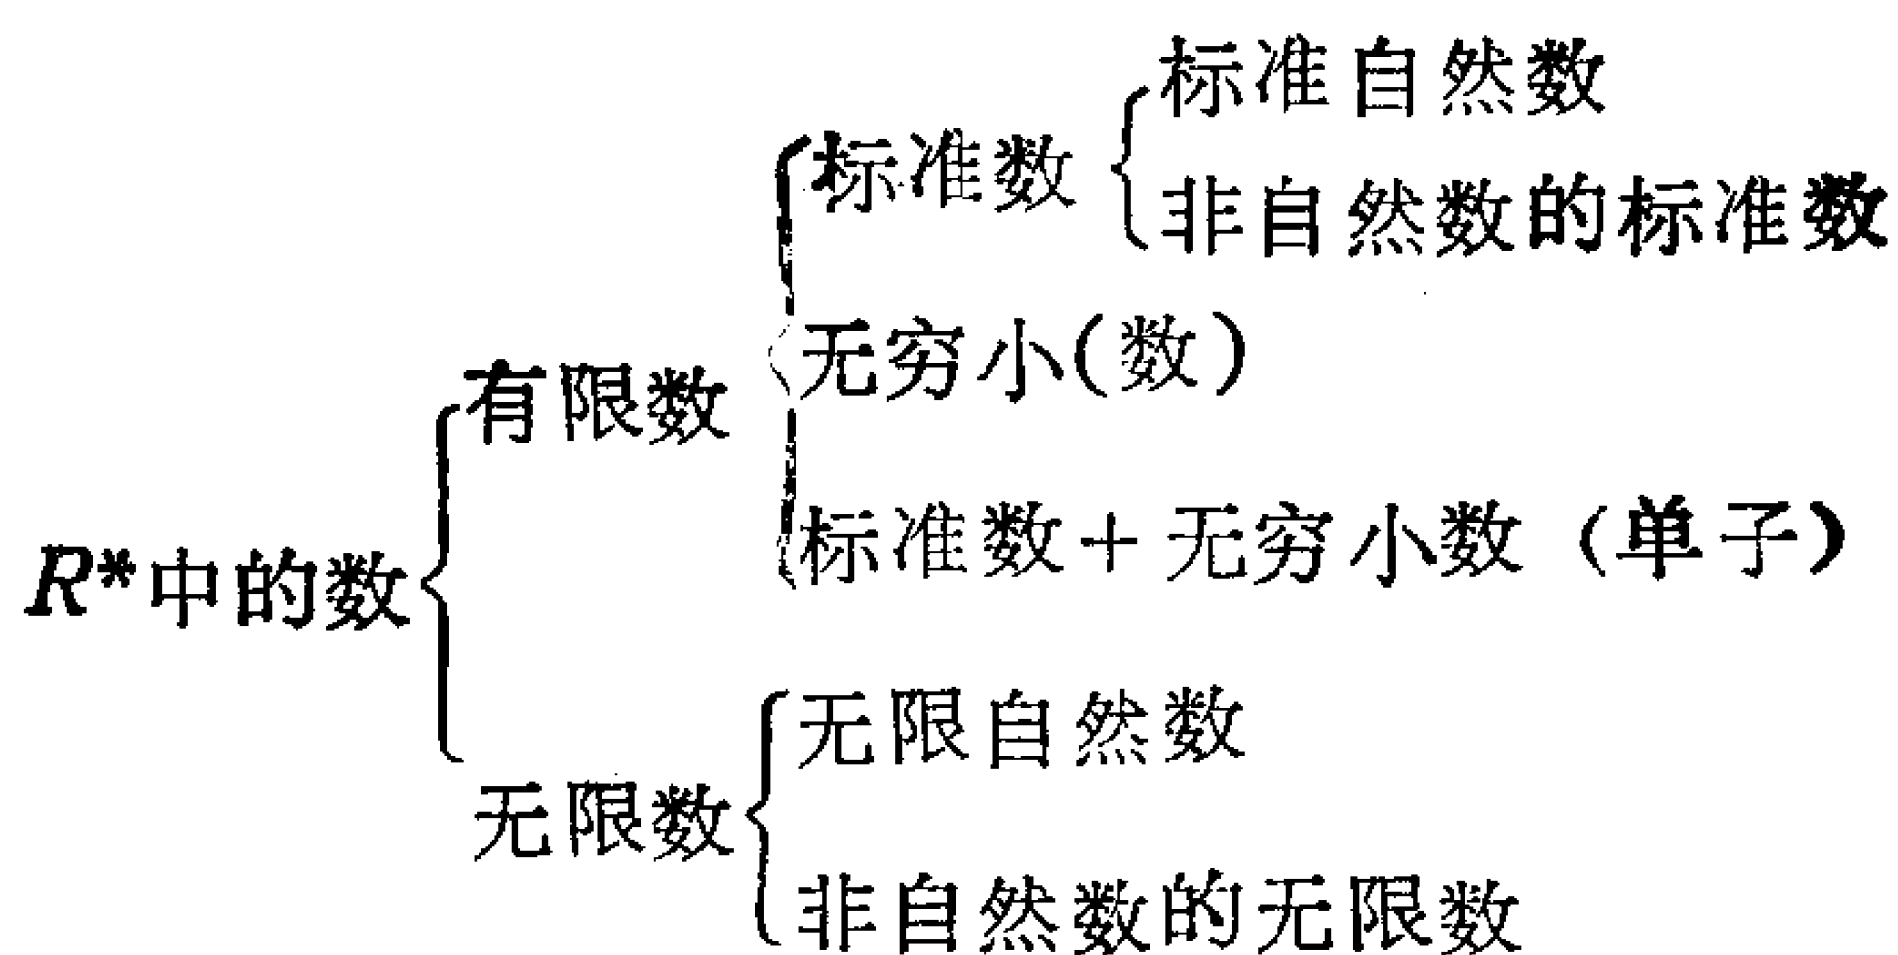 标准自然数
标准数
非自然数的标准数
无穷小(数)
有限数
标准数+无穷小数(单子)
R*中的数
无限自然数
无限数
非自然数的无限数